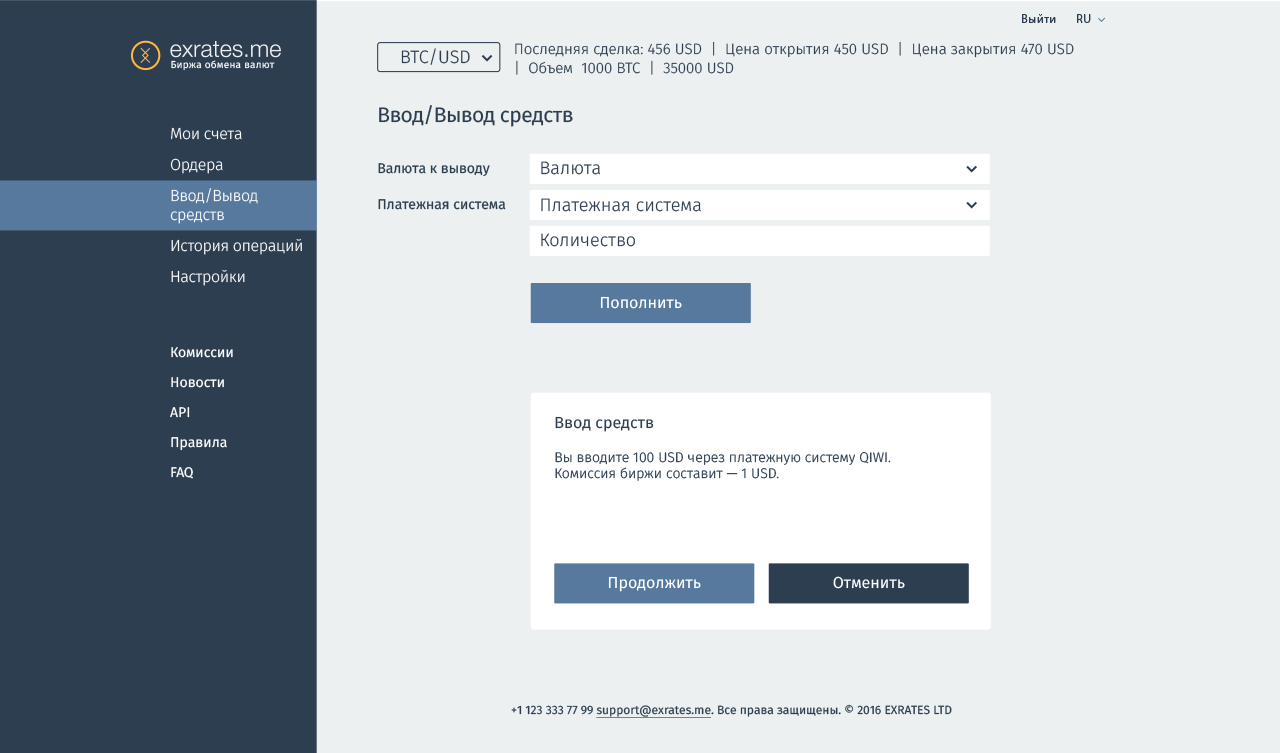 Выйти RU
exrates.me
Биржа обмена валют
BTC/USD
Последняя сделка: 456 USD | Цена открытия 450 USD | Цена закрытия 470 USD
| Объем 1000 BTC | 35000 USD
Мои счета
Ордера
Ввод/Вывод
средств
История операций
Настройки
Комиссии
Новости
API
Правила
FAQ
Ввод/Вывод средств
Валюта к выводу Валюта
Платежная система Платежная система
Количество
Пополнить
Ввод средств
Вы вводите 100 USD через платежную систему QIWI.
Комиссия биржи составит — 1 USD.
Продолжить Отменить
+1 123 333 77 99 support@exrates.me. Все права защищены. © 2016 EXRATES LTD